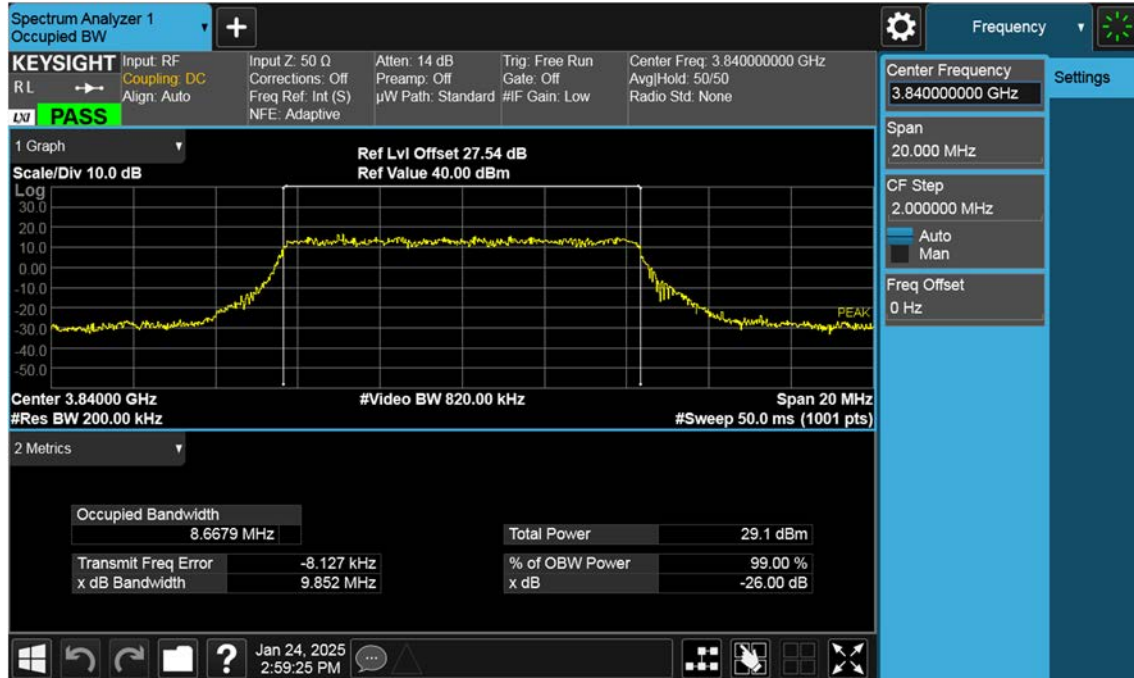 Spectrum Analyzer 1
Occupied BW
Frequency
KEYSIGHT
R L
LXI PASS
Input: RF
Coupling: DC
Align: Auto
Input Z: 50 Ω
Corrections: Off
Freq Ref: Int (S)
NFE: Adaptive
Atten: 14 dB
Preamp: Off
µW Path: Standard
Trig: Free Run
Gate: Off
#IF Gain: Low
Center Freq: 3.840000000 GHz
Avg|Hold: 50/50
Radio Std: None
Center Frequency
3.840000000 GHz
Settings
Span
20.000 MHz
CF Step
2.000000 MHz
Auto
Man
Freq Offset
0 Hz
1 Graph
Scale/Div 10.0 dB
Ref Lvl Offset 27.54 dB
Ref Value 40.00 dBm
Log
30.0
20.0
10.0
0.00
-10.0
-20.0
-30.0
-40.0
-50.0
PEAK
Center 3.84000 GHz
#Res BW 200.00 kHz
#Video BW 820.00 kHz
Span 20 MHz
#Sweep 50.0 ms (1001 pts)
2 Metrics
Occupied Bandwidth
8.6679 MHz
Total Power 29.1 dBm
Transmit Freq Error -8.127 kHz
% of OBW Power 99.00 %
x dB Bandwidth 9.852 MHz
x dB -26.00 dB
?
Jan 24, 2025
2:59:25 PM